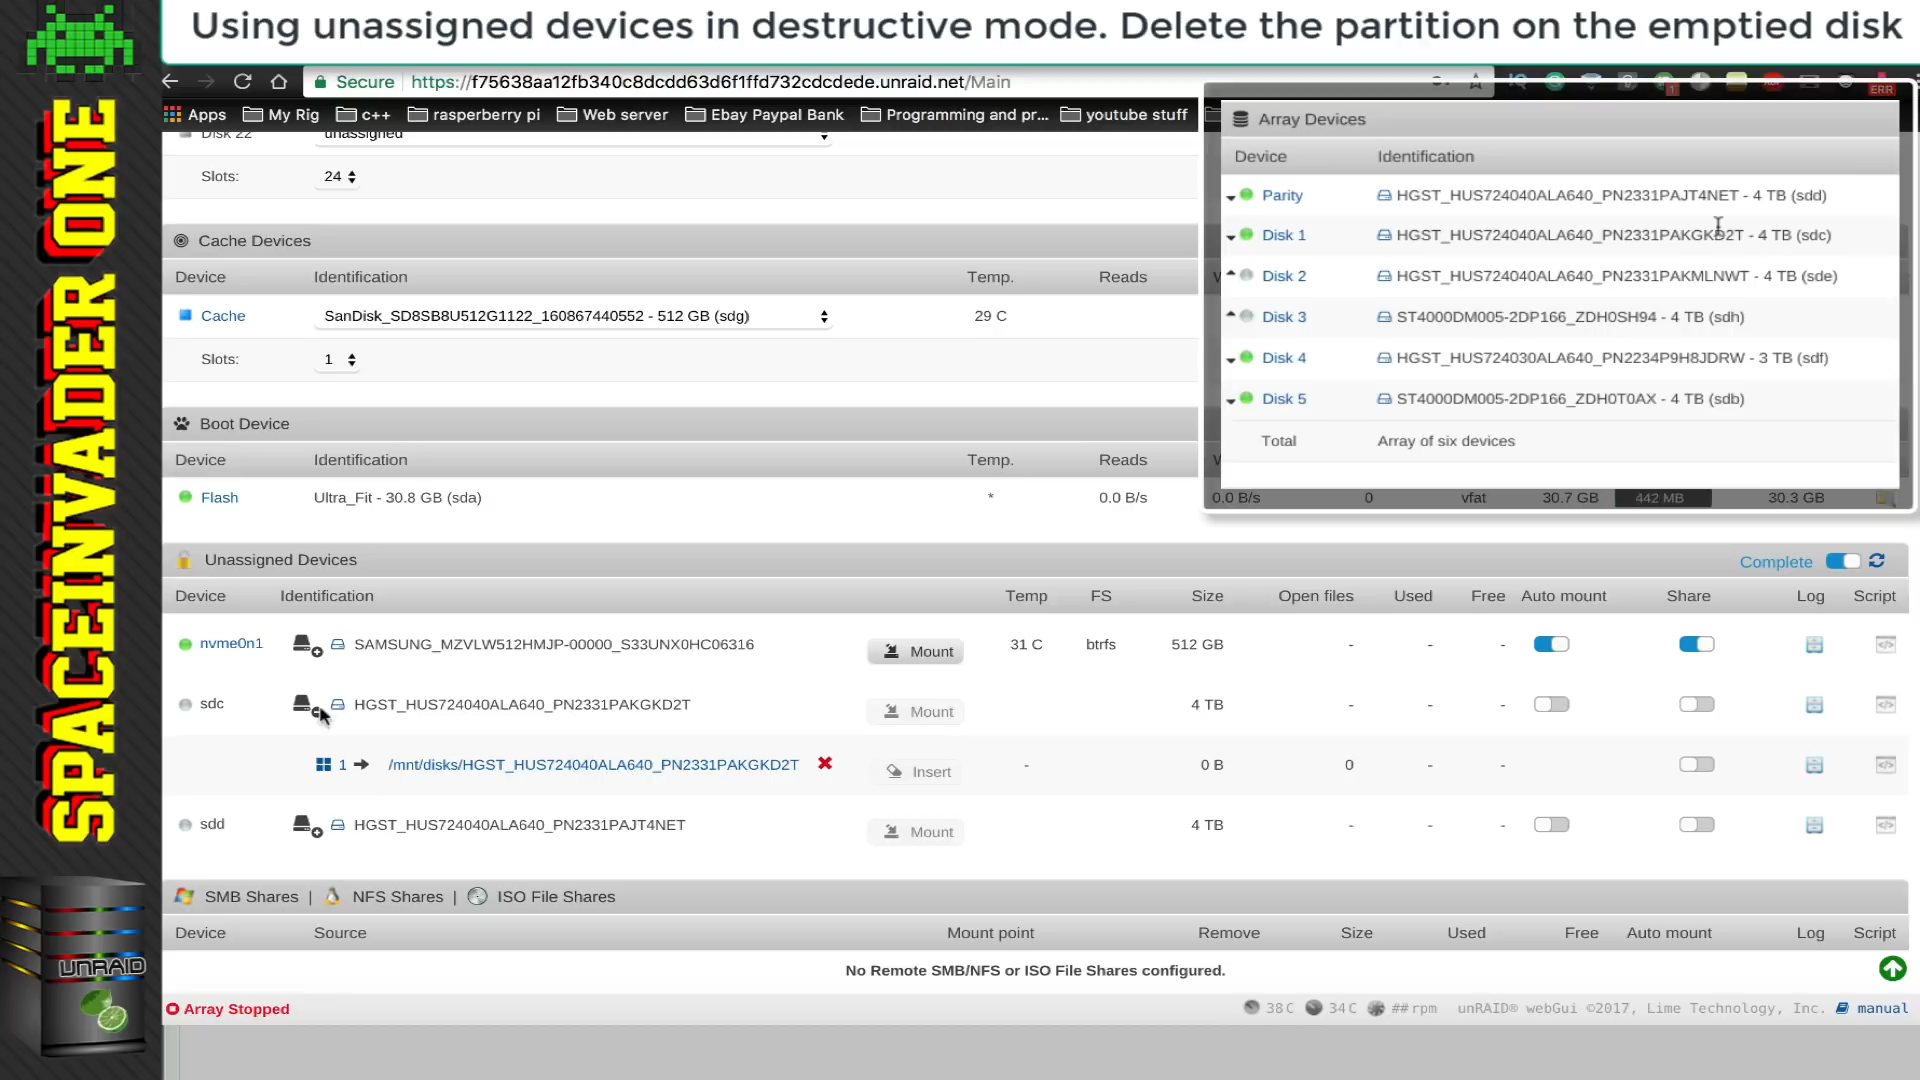 Using unassigned devices in destructive mode. Delete the partition on the emptied disk
SPACEINVADER ONE
Secure https://f75638aa12fb340c8dcdd63d6f1ffd732cdcdede.unraid.net/Main
ERR
Apps My Rig c++ rasperberry pi Web server Ebay Paypal Bank Programming and pr... youtube stuff
Disk 22 unassigned
Slots: 24
Cache Devices
Device Identification Temp. Reads
Cache SanDisk_SD8SB8U512G1122_160867440552 - 512 GB (sdg) 29 C
Slots: 1
Boot Device
Device Identification Temp. Reads
Flash Ultra_Fit - 30.8 GB (sda) * 0.0 B/s 0.0 B/s 0 vfat 30.7 GB 442 MB 30.3 GB
Array Devices
Device Identification
Parity HGST_HUS724040ALA640_PN2331PAJT4NET - 4 TB (sdd)
Disk 1 HGST_HUS724040ALA640_PN2331PAKGKD2T - 4 TB (sdc)
Disk 2 HGST_HUS724040ALA640_PN2331PAKMLNWT - 4 TB (sde)
Disk 3 ST4000DM005-2DP166_ZDH0SH94 - 4 TB (sdh)
Disk 4 HGST_HUS724030ALA640_PN2234P9H8JDRW - 3 TB (sdf)
Disk 5 ST4000DM005-2DP166_ZDH0T0AX - 4 TB (sdb)
Total Array of six devices
Unassigned Devices Complete
Device Identification Temp FS Size Open files Used Free Auto mount Share Log Script
nvme0n1 SAMSUNG_MZVLW512HMJP-00000_S33UNX0HC06316 Mount 31 C btrfs 512 GB - - -
sdc HGST_HUS724040ALA640_PN2331PAKGKD2T Mount 4 TB - - -
1 /mnt/disks/HGST_HUS724040ALA640_PN2331PAKGKD2T Insert - 0 B 0 - -
sdd HGST_HUS724040ALA640_PN2331PAJT4NET Mount 4 TB - - -
SMB Shares | NFS Shares | ISO File Shares
Device Source Mount point Remove Size Used Free Auto mount Log Script
No Remote SMB/NFS or ISO File Shares configured.
UNRAID
Array Stopped 38C 34C ##rpm unRAID® webGui ©2017, Lime Technology, Inc. manual